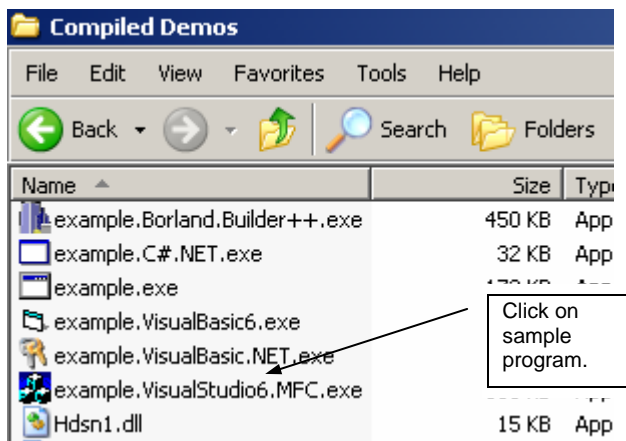 Compiled Demos
File Edit View Favorites Tools Help
Back Search Folders
Name Size
example.Borland.Builder++.exe 450 KB App
example.C#.NET.exe 32 KB App
example.exe
example.VisualBasic6.exe
example.VisualBasic.NET.exe
example.VisualStudio6.MFC.exe
Hdsn1.dll 15 KB App
Click on
sample
program.